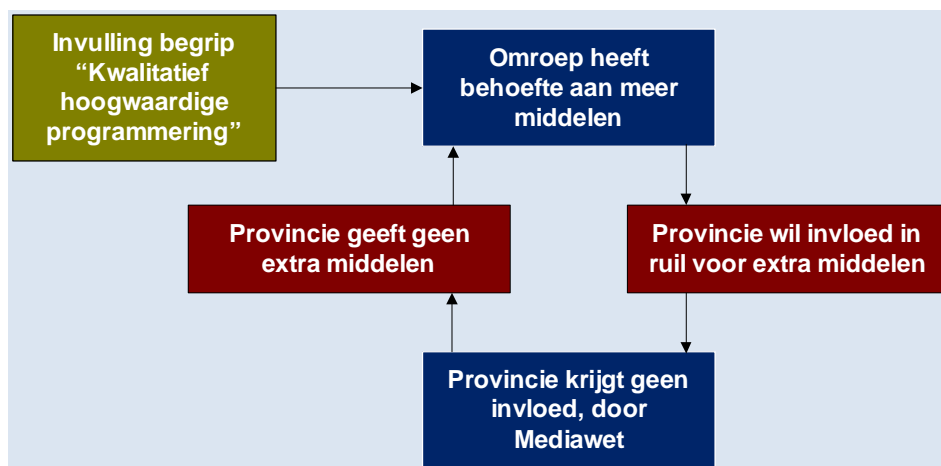 Invulling begrip
“Kwalitatief
hoogwaardige
programmering”
Omroep heeft
behoefte aan meer
middelen
Provincie geeft geen
extra middelen
Provincie wil invloed in
ruil voor extra middelen
Provincie krijgt geen
invloed, door
Mediawet